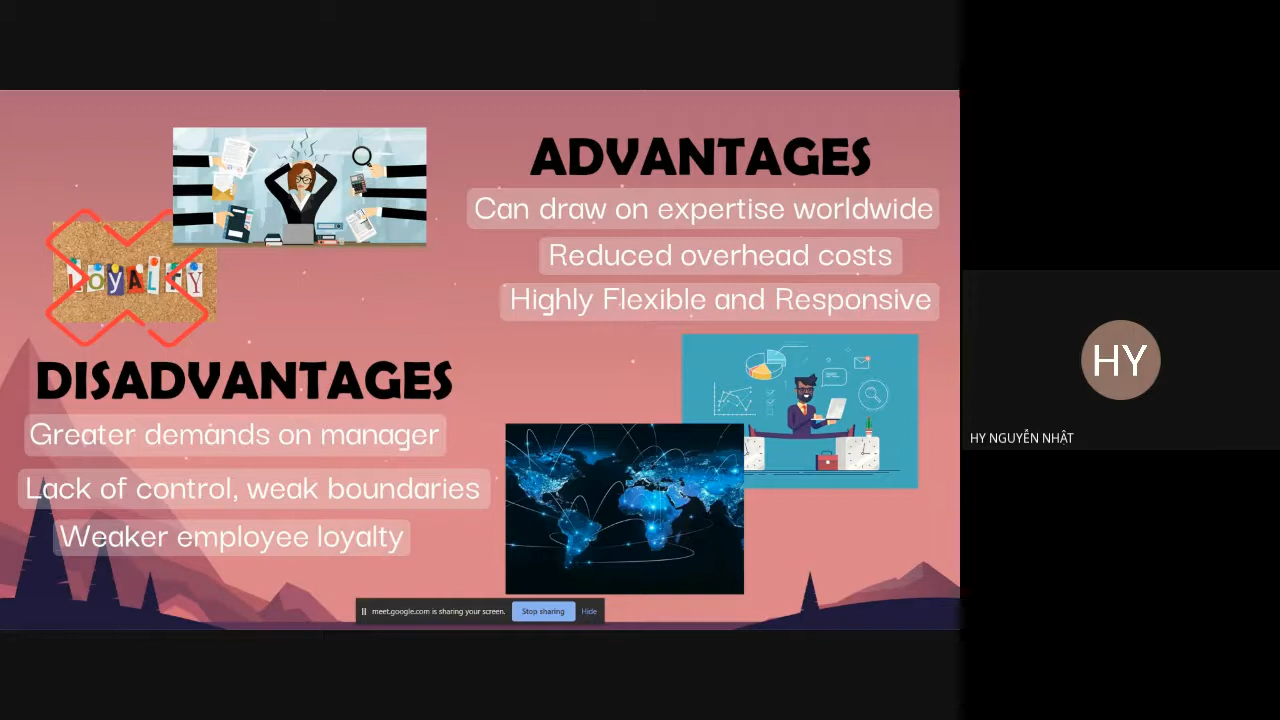 ADVANTAGES
Can draw on expertise worldwide
Reduced overhead costs
Highly Flexible and Responsive
LOYALTY
DISADVANTAGES
Greater demands on manager
Lack of control, weak boundaries
Weaker employee loyalty
meet.google.com is sharing your screen.
Stop sharing
Hide
HY
HY NGUYỄN NHẬT